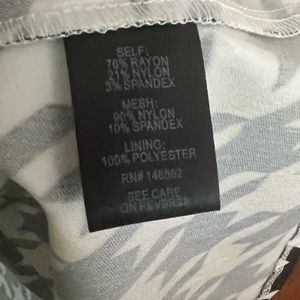 SELF:
76% RAYON
21% NYLON
3% SPANDEX
MESH:
90% NYLON
10% SPANDEX
LINING:
100% POLYESTER
RN# 148862
SEE CARE
ON REVERSE